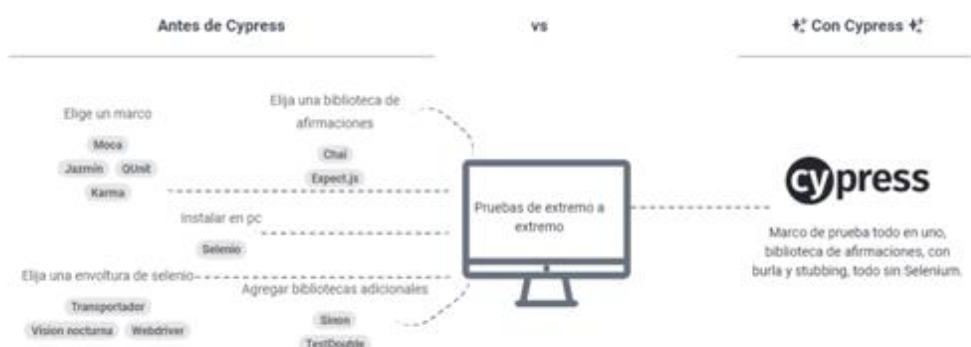 Antes de Cypress
vs
Con Cypress
Elige un marco
Moca
Jazmín QUnit
Karma
Elija una biblioteca de
afirmaciones
Chai
Expect.js
Instalar en pc
Selenio
Elija una envoltura de selenio
Transportador
Vision nocturna Webdriver
Agregar bibliotecas adicionales
Sinon
TestDouble
Pruebas de extremo a
extremo
cypress
Marco de prueba todo en uno,
biblioteca de afirmaciones, con
burla y stubbing, todo sin Selenium.